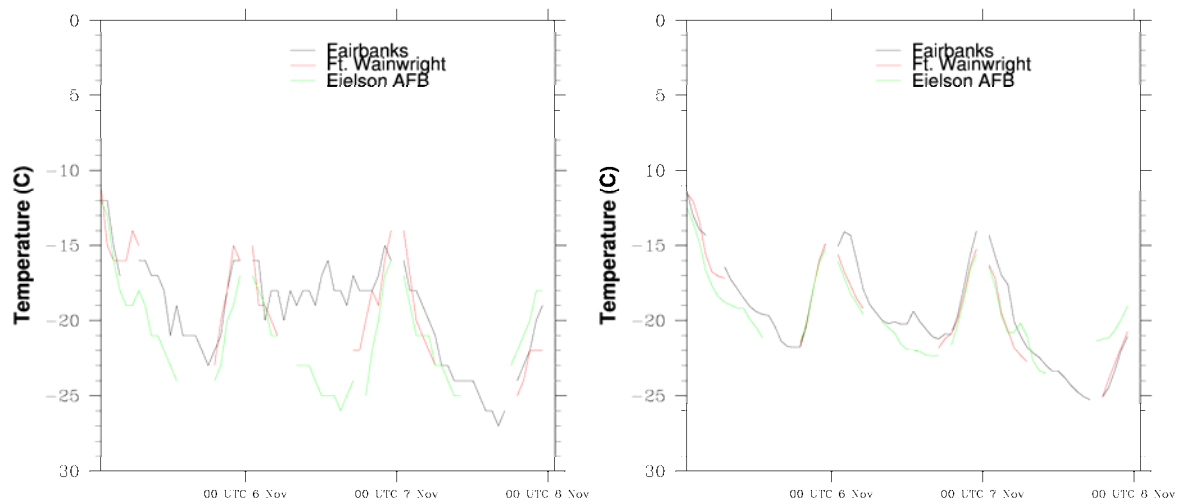 0
5
−10
−15
−20
−25
30
Temperature (C)
Fairbanks
Ft. Wainwright
Eielson AFB
00 UTC 6 Nov
00 UTC 7 Nov
00 UTC 8 Nov
0
5
10
−15
−20
−25
30
Temperature (C)
Fairbanks
Ft. Wainwright
Eielson AFB
00 UTC 6 Nov
00 UTC 7 Nov
00 UTC 8 Nov